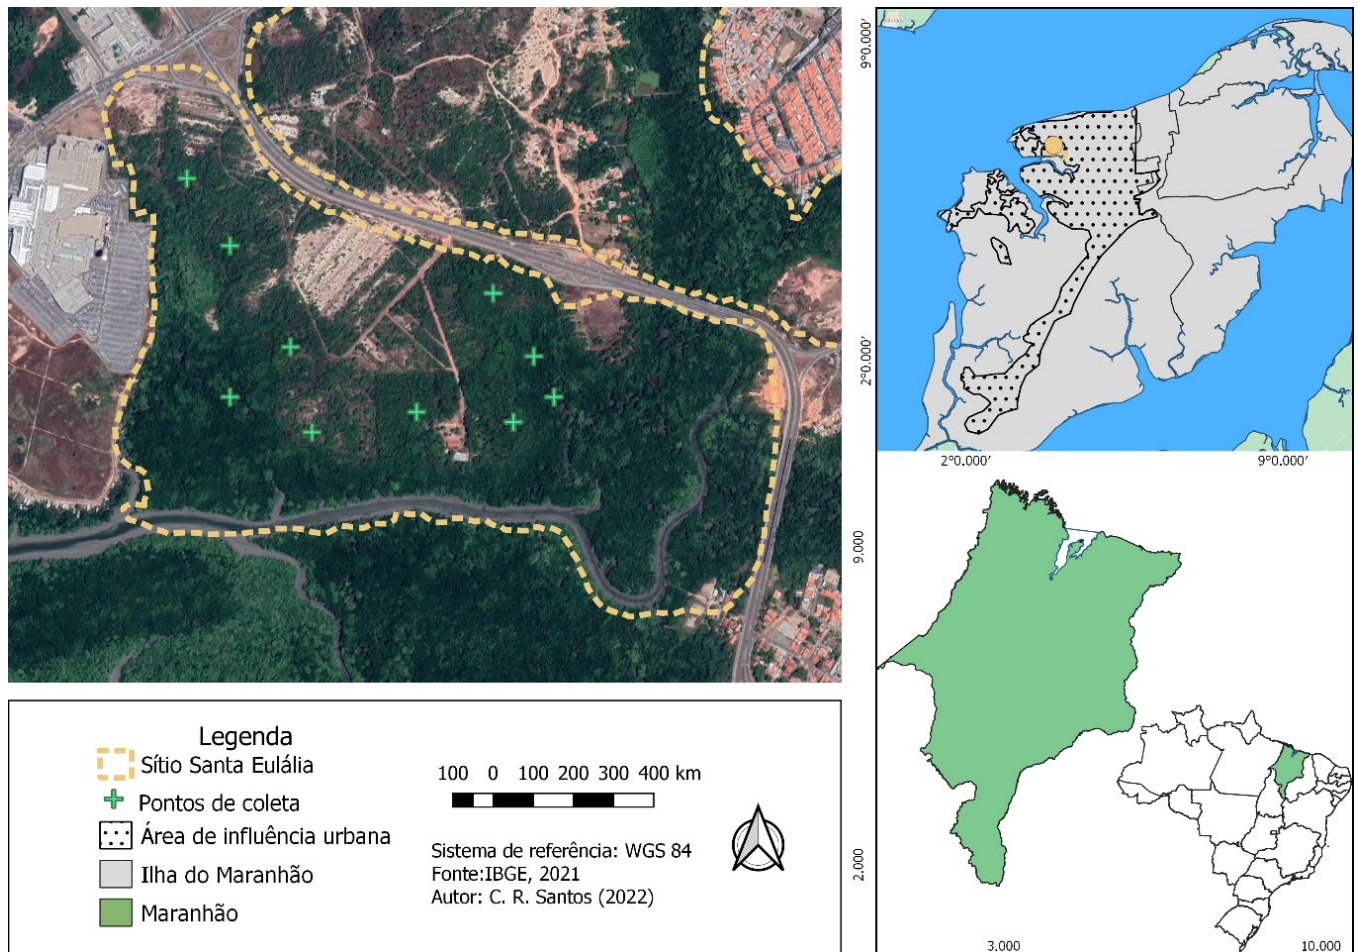 9°0.000'
2°0.000'
2°0.000'
9°0.000'
9.000
2.000
3.000
10.000
Legenda
Sítio Santa Eulália
Pontos de coleta
Área de influência urbana
Ilha do Maranhão
Maranhão
100 0 100 200 300 400 km
Sistema de referência: WGS 84
Fonte:IBGE, 2021
Autor: C. R. Santos (2022)